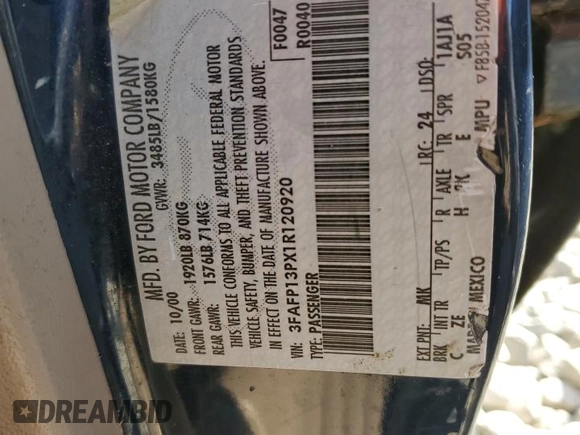 MFD. BY FORD MOTOR COMPANY
GVWR: 3485LB/1580KG
DATE: 10/00
F0047
R0040
FRONT GAWR: 1920LB 870KG
REAR GAWR: 1576LB 714KG
THIS VEHICLE CONFORMS TO ALL APPLICABLE FEDERAL MOTOR
VEHICLE SAFETY, BUMPER, AND THEFT PREVENTION STANDARDS
IN EFFECT ON THE DATE OF MANUFACTURE SHOWN ABOVE.
VIN: 3FAFP13PX1R120920
TYPE: PASSENGER
EXT PNT: MK RC: 24 DSO:
BRK INT TR TP/PS R AXLE TR SPR 1AJ1A
C ZE H E S05
MEXICO MPU
DREAMBID